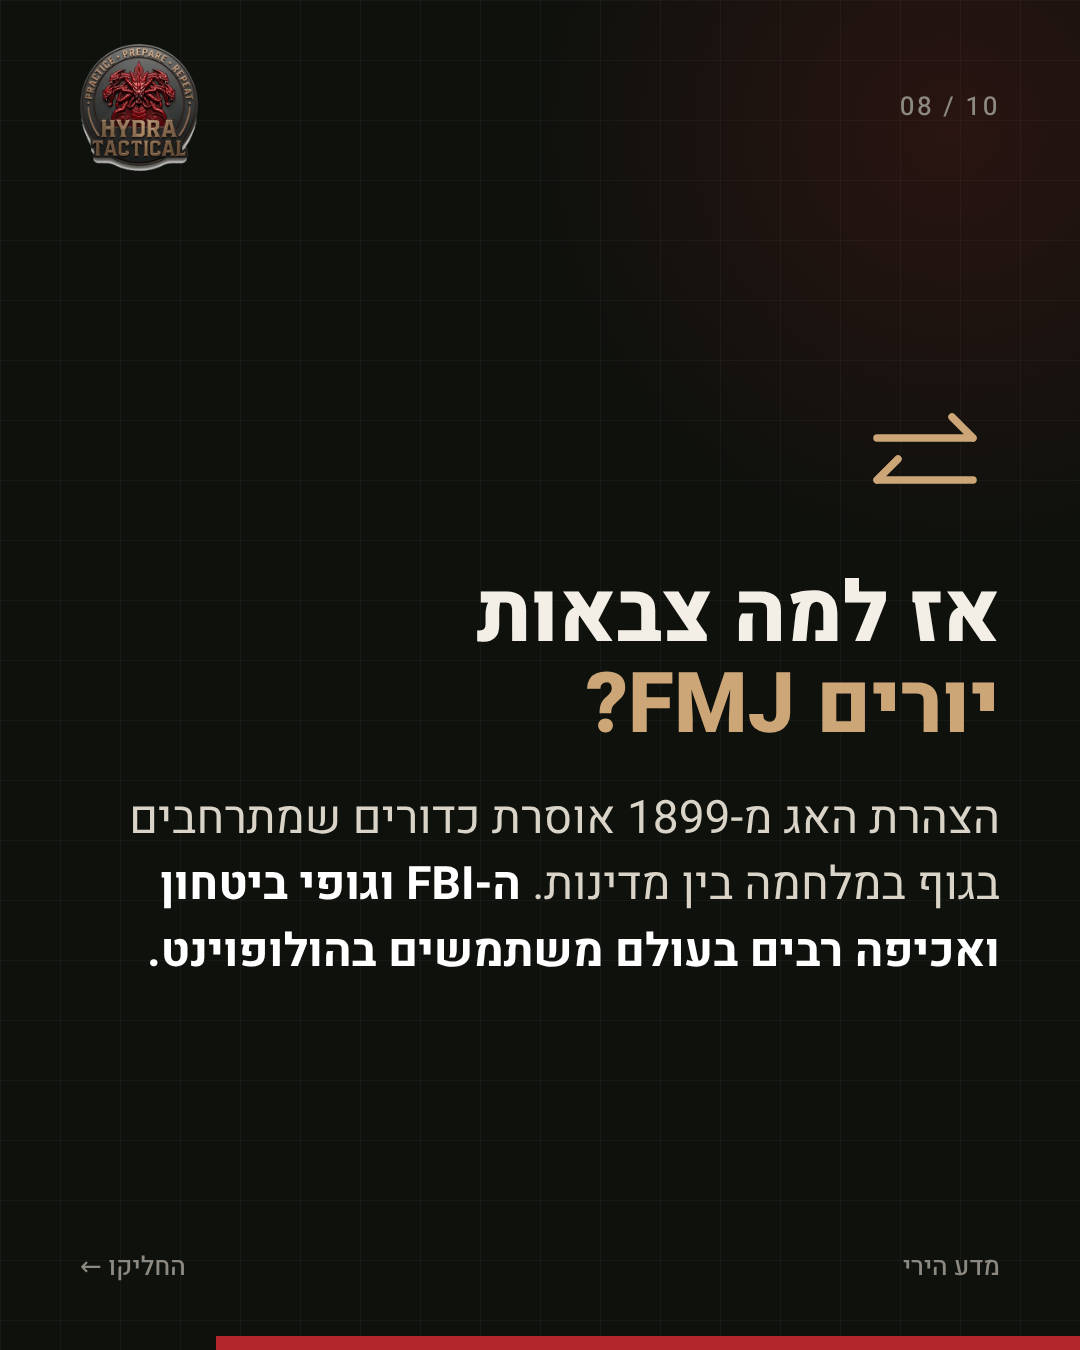 PRACTICE · PREPARE · REPEAT
HYDRA
TACTICAL
08 / 10
אז למה צבאות
יורים FMJ?
הצהרת האג מ-1899 אוסרת כדורים שמתרחבים
בגוף במלחמה בין מדינות. ה-FBI וגופי ביטחון
ואכיפה רבים בעולם משתמשים בהולופוינט.
מדע הירי
החליקו ←